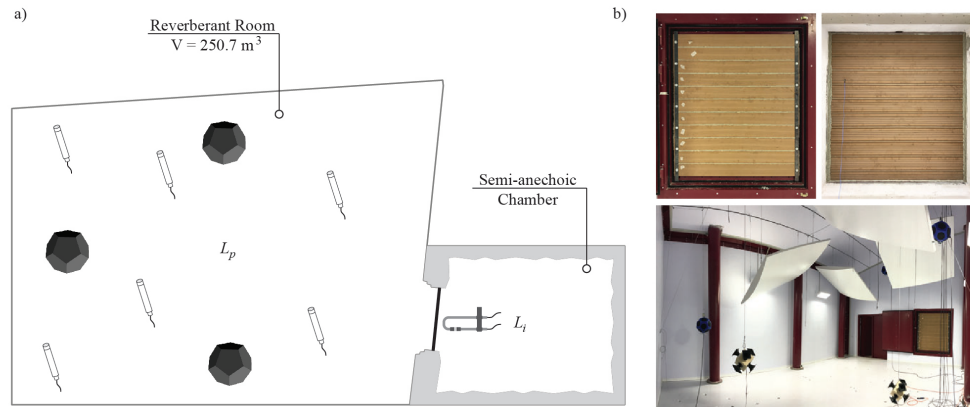 a)
Reverberant Room
V = 250.7 m³
Semi-anechoic
Chamber
Lp
Li
b)